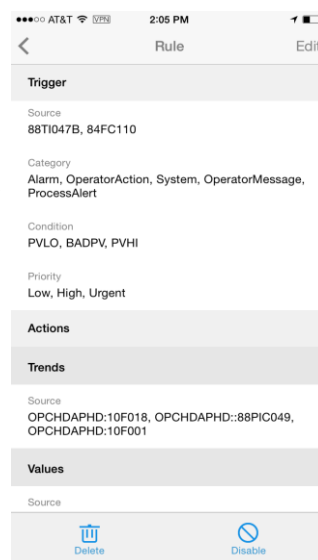 AT&T VPN 2:05 PM
Rule Edit
Trigger
Source
88TI047B, 84FC110
Category
Alarm, OperatorAction, System, OperatorMessage,
ProcessAlert
Condition
PVLO, BADPV, PVHI
Priority
Low, High, Urgent
Actions
Trends
Source
OPCHDAPHD:10F018, OPCHDAPHD::88PIC049,
OPCHDAPHD:10F001
Values
Source
Delete Disable